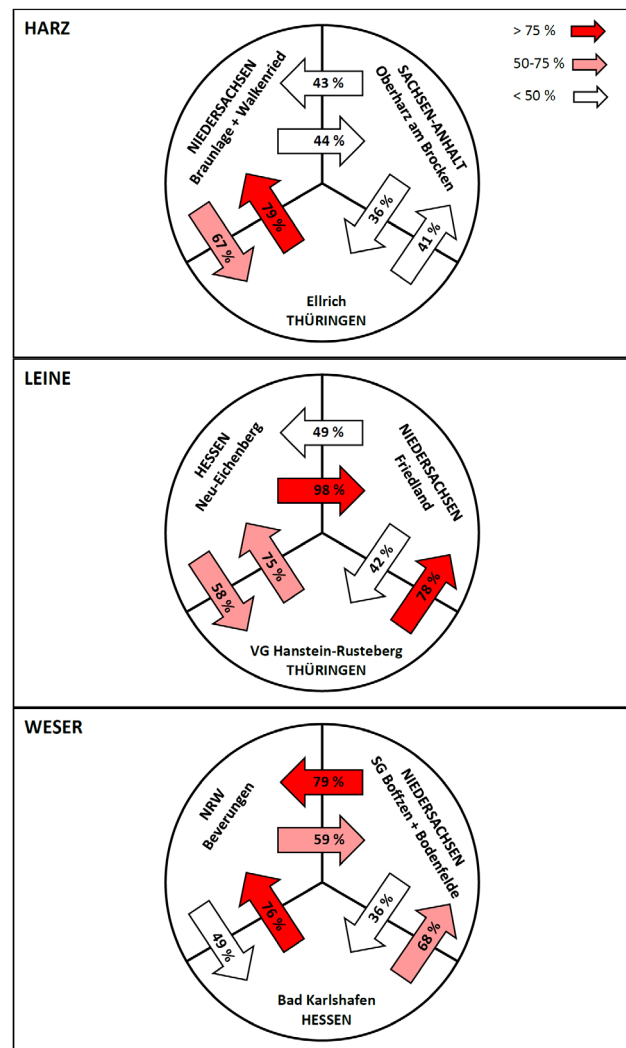 HARZ
> 75 %
50-75 %
< 50 %
NIEDERSACHSEN
Braunlage + Walkenried
SACHSEN-ANHALT
Oberharz am Brocken
43 %
44 %
79 %
67 %
36 %
41 %
Ellrich
THÜRINGEN
LEINE
HESSEN
Neu-Eichenberg
NIEDERSACHSEN
Friedland
49 %
98 %
75 %
58 %
42 %
78 %
VG Hanstein-Rusteberg
THÜRINGEN
WESER
NRW
Beverungen
NIEDERSACHSEN
SG Boffzen + Bodenfelde
79 %
59 %
76 %
49 %
36 %
68 %
Bad Karlshafen
HESSEN